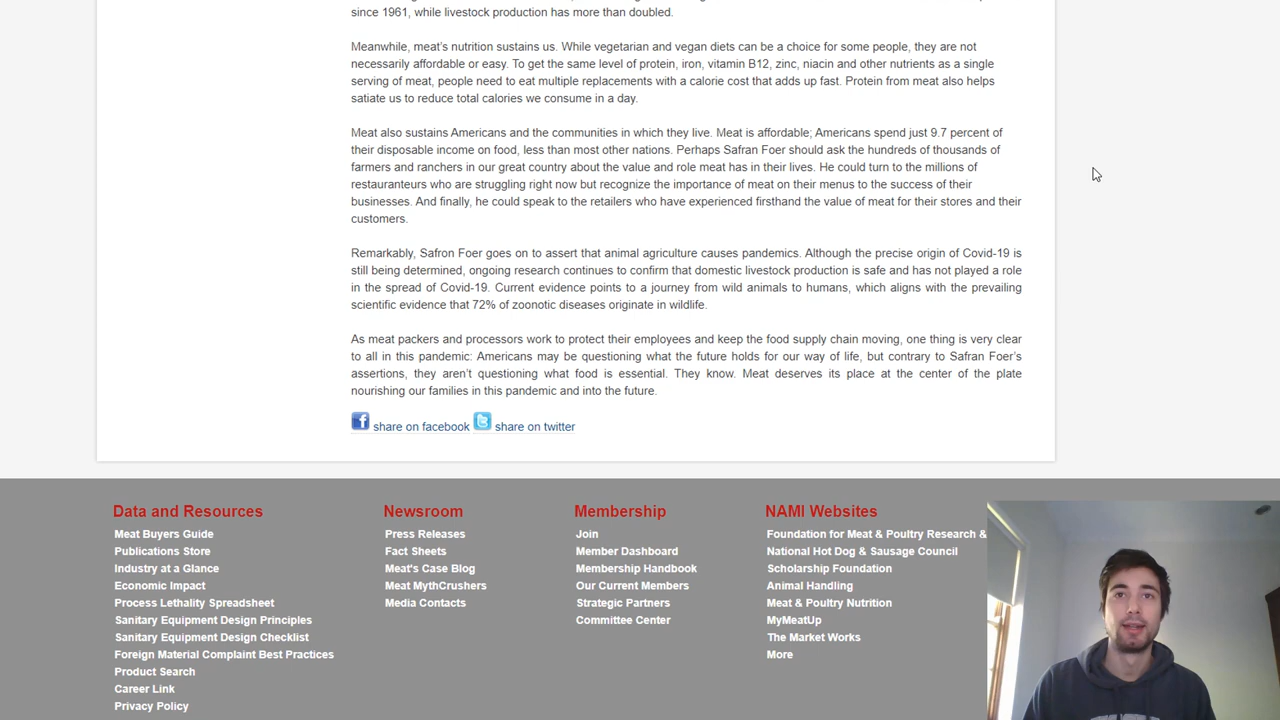 since 1961, while livestock production has more than doubled.
Meanwhile, meat's nutrition sustains us. While vegetarian and vegan diets can be a choice for some people, they are not
necessarily affordable or easy. To get the same level of protein, iron, vitamin B12, zinc, niacin and other nutrients as a single
serving of meat, people need to eat multiple replacements with a calorie cost that adds up fast. Protein from meat also helps
satiate us to reduce total calories we consume in a day.
Meat also sustains Americans and the communities in which they live. Meat is affordable; Americans spend just 9.7 percent of
their disposable income on food, less than most other nations. Perhaps Safran Foer should ask the hundreds of thousands of
farmers and ranchers in our great country about the value and role meat has in their lives. He could turn to the millions of
restauranteurs who are struggling right now but recognize the importance of meat on their menus to the success of their
businesses. And finally, he could speak to the retailers who have experienced firsthand the value of meat for their stores and their
customers.
Remarkably, Safron Foer goes on to assert that animal agriculture causes pandemics. Although the precise origin of Covid-19 is
still being determined, ongoing research continues to confirm that domestic livestock production is safe and has not played a role
in the spread of Covid-19. Current evidence points to a journey from wild animals to humans, which aligns with the prevailing
scientific evidence that 72% of zoonotic diseases originate in wildlife.
As meat packers and processors work to protect their employees and keep the food supply chain moving, one thing is very clear
to all in this pandemic: Americans may be questioning what the future holds for our way of life, but contrary to Safran Foer's
assertions, they aren't questioning what food is essential. They know. Meat deserves its place at the center of the plate
nourishing our families in this pandemic and into the future.
share on facebook share on twitter
Data and Resources
Meat Buyers Guide
Publications Store
Industry at a Glance
Economic Impact
Process Lethality Spreadsheet
Sanitary Equipment Design Principles
Sanitary Equipment Design Checklist
Foreign Material Complaint Best Practices
Product Search
Career Link
Privacy Policy
Newsroom
Press Releases
Fact Sheets
Meat's Case Blog
Meat MythCrushers
Media Contacts
Membership
Join
Member Dashboard
Membership Handbook
Our Current Members
Strategic Partners
Committee Center
NAMI Websites
Foundation for Meat & Poultry Research &
National Hot Dog & Sausage Council
Scholarship Foundation
Animal Handling
Meat & Poultry Nutrition
MyMeatUp
The Market Works
More